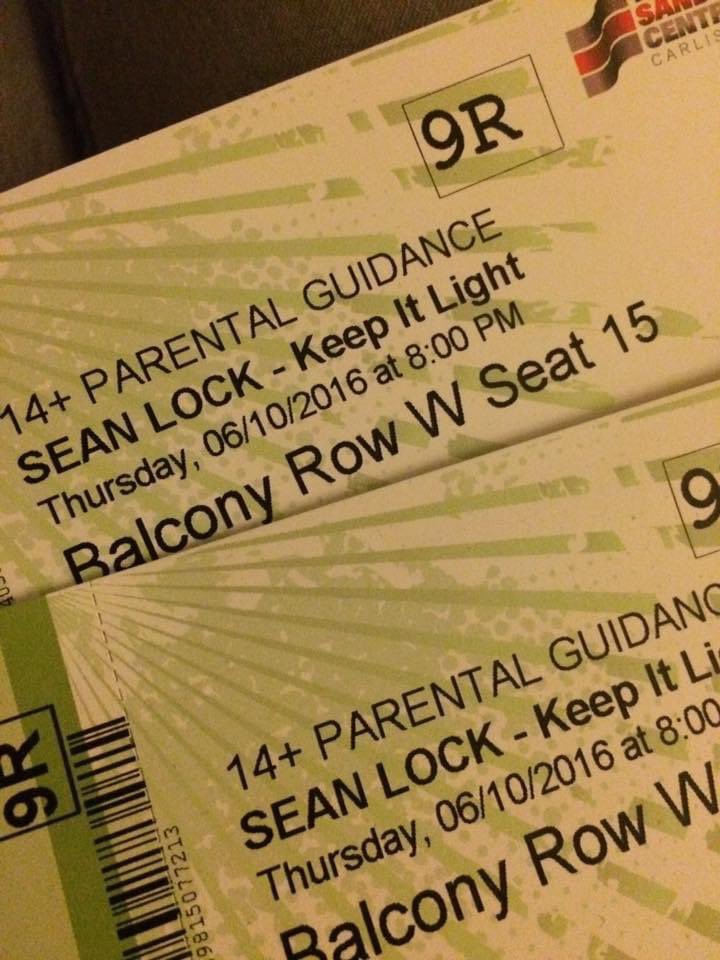 CARLIS
9R
14+ PARENTAL GUIDANCE
SEAN LOCK - Keep It Light
Thursday, 06/10/2016 at 8:00 PM
Balcony Row W Seat 15
9
14+ PARENTAL GUIDANC
SEAN LOCK - Keep It Li
Thursday, 06/10/2016 at 8:00
Balcony Row W
9R
9815077213